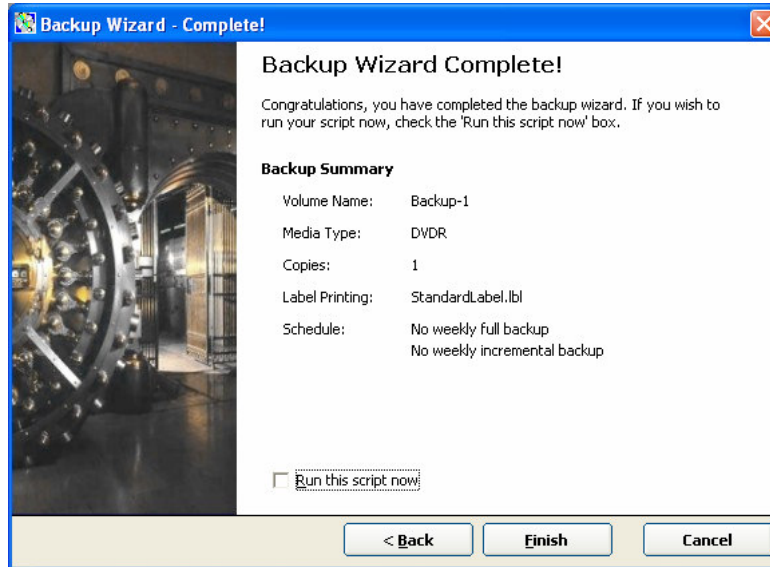 Backup Wizard - Complete!
Backup Wizard Complete!
Congratulations, you have completed the backup wizard. If you wish to
run your script now, check the 'Run this script now' box.
Backup Summary
Volume Name: Backup-1
Media Type: DVDR
Copies: 1
Label Printing: StandardLabel.lbl
Schedule: No weekly full backup
No weekly incremental backup
Run this script now
< Back Finish Cancel